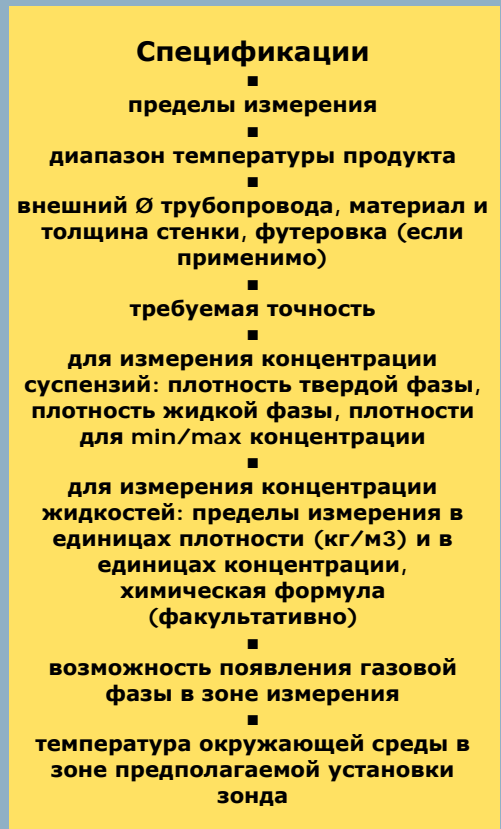 Спецификации
▪
пределы измерения
▪
диапазон температуры продукта
▪
внешний Ø трубопровода, материал и
толщина стенки, футеровка (если
применимо)
▪
требуемая точность
▪
для измерения концентрации
суспензий: плотность твердой фазы,
плотность жидкой фазы, плотности
для min/max концентрации
▪
для измерения концентрации
жидкостей: пределы измерения в
единицах плотности (кг/м3) и в
единицах концентрации,
химическая формула
(факультативно)
▪
возможность появления газовой
фазы в зоне измерения
▪
температура окружающей среды в
зоне предполагаемой установки
зонда